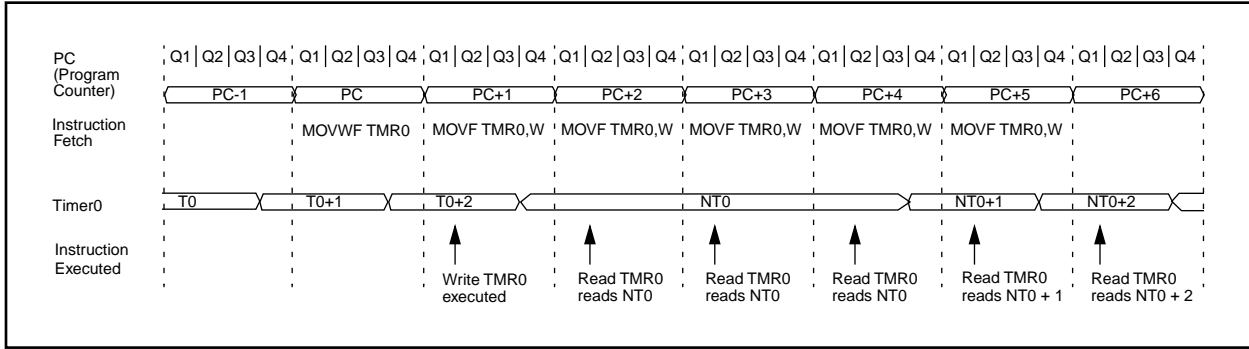 PC (Program Counter)
Q1 Q2 Q3 Q4 Q1 Q2 Q3 Q4 Q1 Q2 Q3 Q4 Q1 Q2 Q3 Q4 Q1 Q2 Q3 Q4 Q1 Q2 Q3 Q4 Q1 Q2 Q3 Q4 Q1 Q2 Q3 Q4
PC-1 PC PC+1 PC+2 PC+3 PC+4 PC+5 PC+6
Instruction Fetch
MOVWF TMR0 MOVF TMR0,W MOVF TMR0,W MOVF TMR0,W MOVF TMR0,W MOVF TMR0,W
Timer0
T0 T0+1 T0+2 NT0 NT0+1 NT0+2
Instruction Executed
Write TMR0 executed
Read TMR0 reads NT0
Read TMR0 reads NT0
Read TMR0 reads NT0
Read TMR0 reads NT0 + 1
Read TMR0 reads NT0 + 2